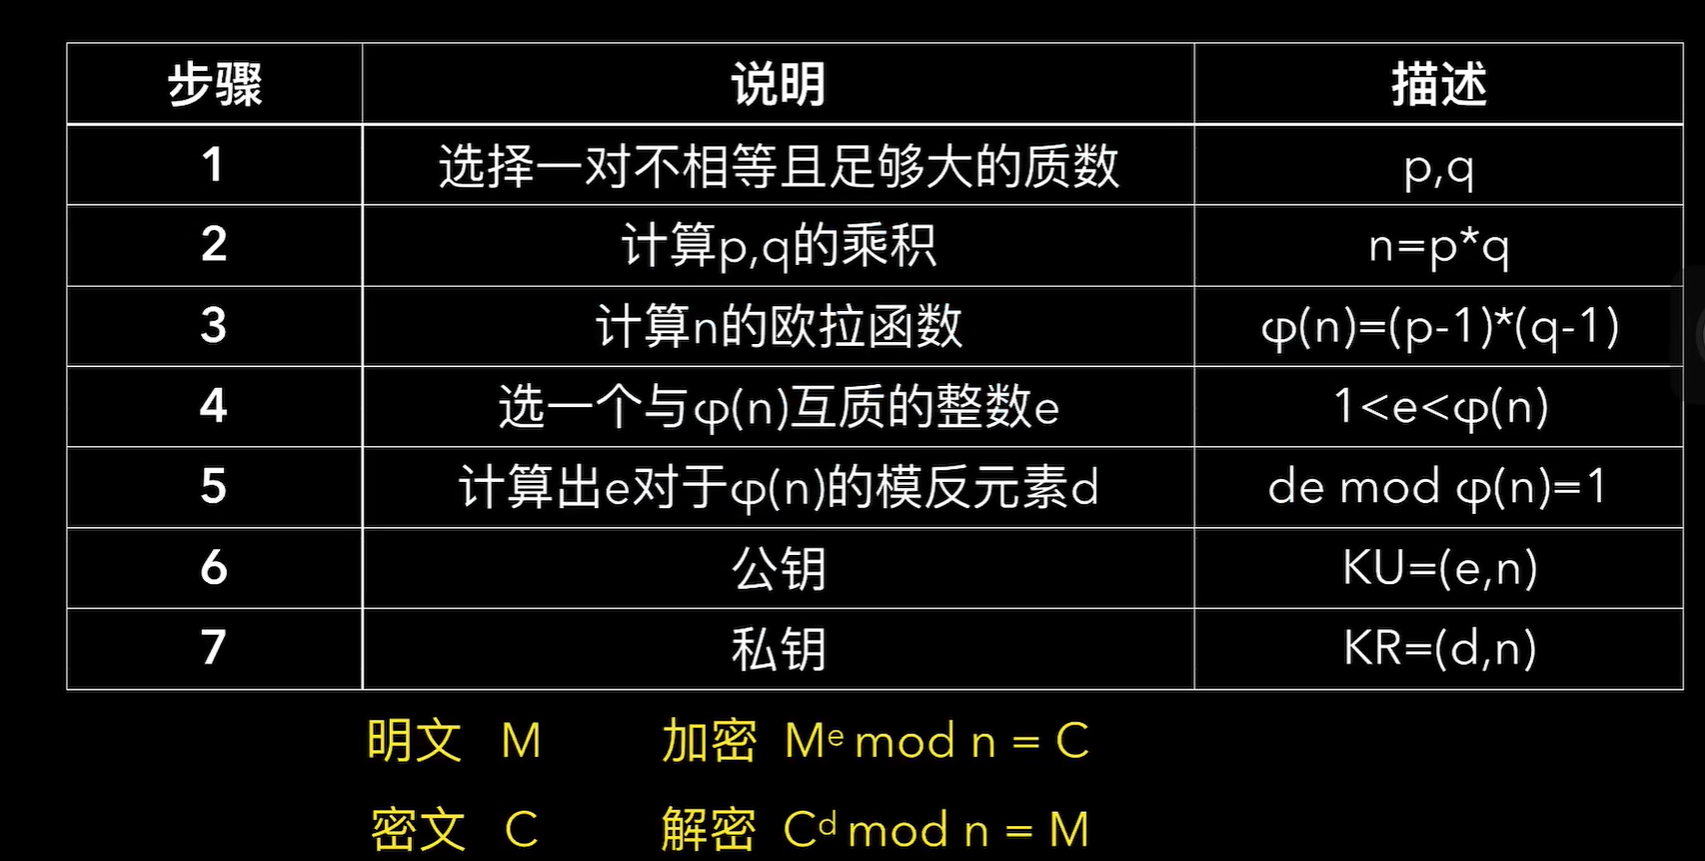 步骤 说明 描述
1 选择一对不相等且足够大的质数 p,q
2 计算p,q的乘积 n=p*q
3 计算n的欧拉函数 φ(n)=(p-1)*(q-1)
4 选一个与φ(n)互质的整数e 1<e<φ(n)
5 计算出e对于φ(n)的模反元素d de mod φ(n)=1
6 公钥 KU=(e,n)
7 私钥 KR=(d,n)
明文 M 加密 Mᵉ mod n = C
密文 C 解密 Cᵈ mod n = M